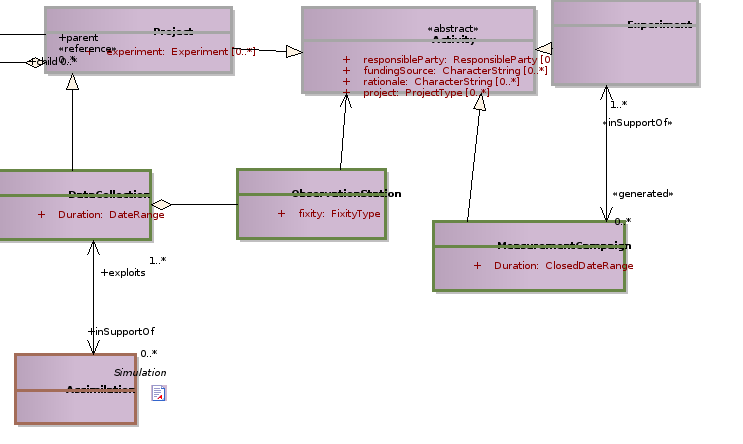 Project
+parent
«reference»
0..*
+child 0..*
experiment: Experiment [0..*]
«abstract»
Activity
+ responsibleParty: ResponsibleParty [0
+ fundingSource: CharacterString [0..*]
+ rationale: CharacterString [0..*]
+ project: ProjectType [0..*]
Experiment
1..*
«inSupportOf»
«generated»
0..*
DataCollection
+ Duration: DateRange
ObservationStation
+ fixity: FixityType
MeasurementCampaign
+ Duration: ClosedDateRange
1..*
+exploits
+inSupportOf
0..*
Simulation
Assimilation